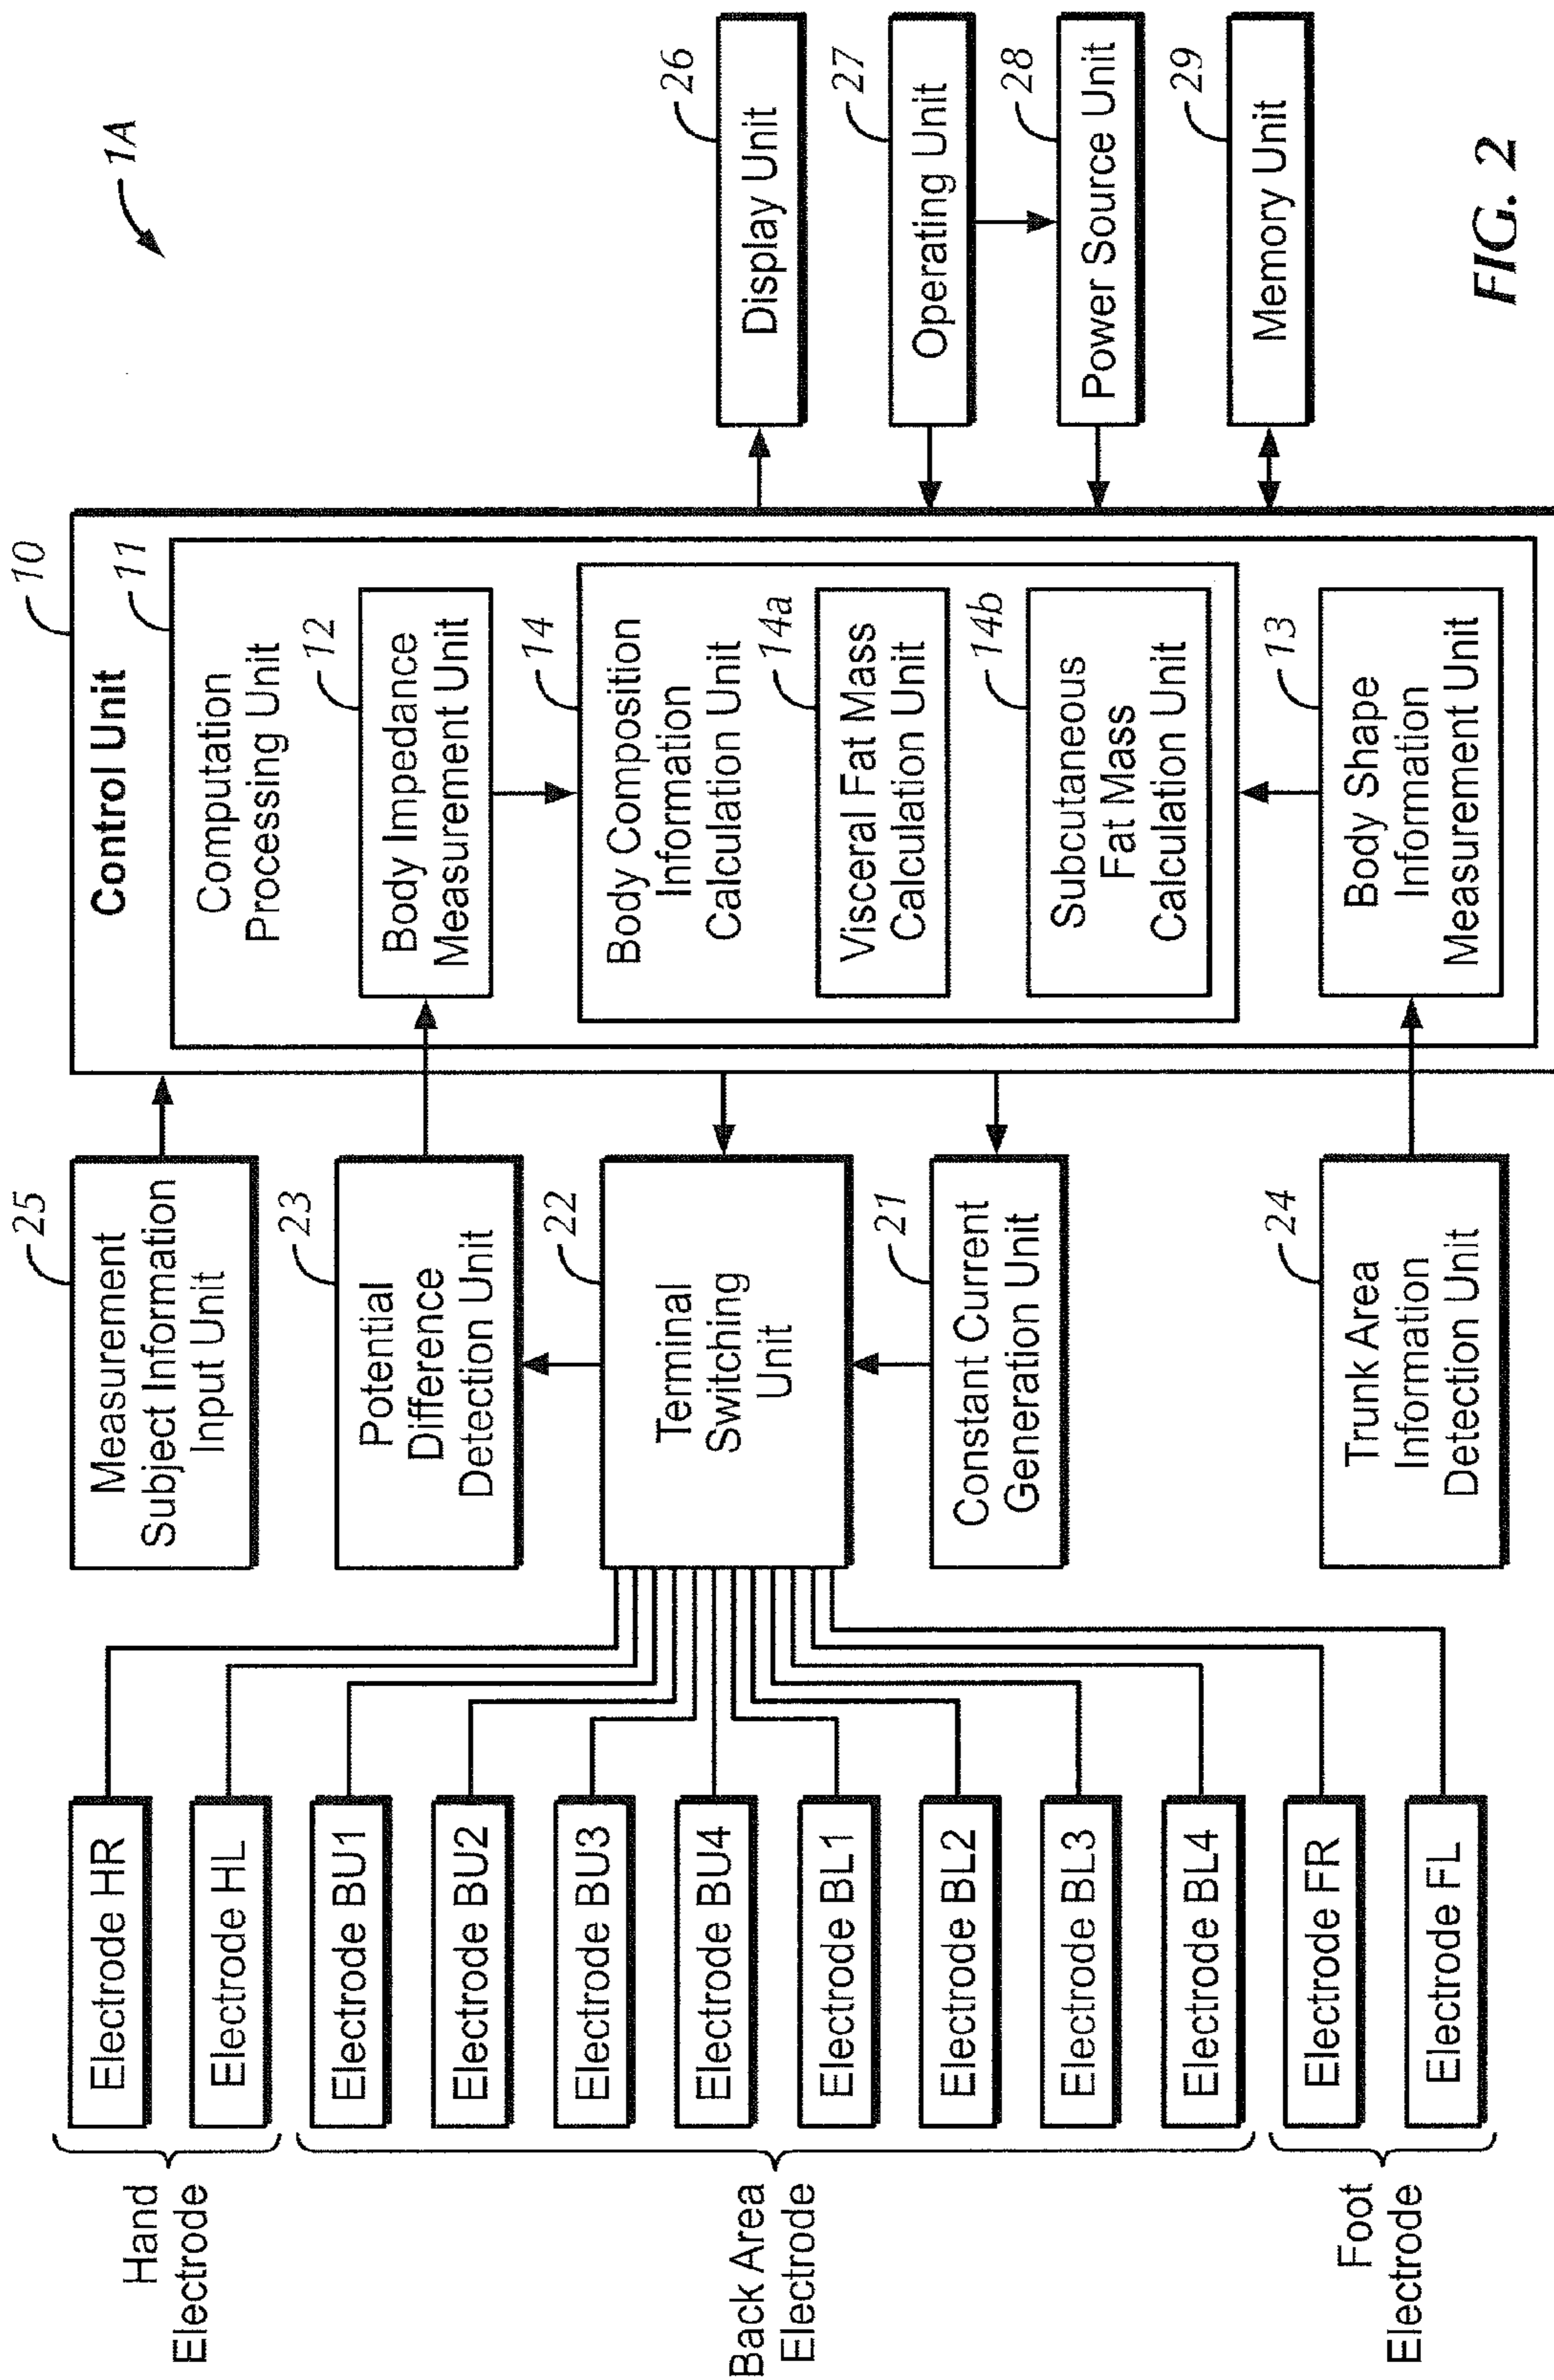 1A
Hand
Electrode
Back Area
Electrode
Foot
Electrode
Electrode HR
Electrode HL
Electrode BU1
Electrode BU2
Electrode BU3
Electrode BU4
Electrode BL1
Electrode BL2
Electrode BL3
Electrode BL4
Electrode FR
Electrode FL
25
Measurement
Subject Information
Input Unit
23
Potential
Difference
Detection Unit
22
Terminal
Switching
Unit
21
Constant Current
Generation Unit
24
Trunk Area
Information
Detection Unit
10
Control Unit
11
Computation
Processing Unit
12
Body Impedance
Measurement Unit
14
Body Composition
Information
Calculation Unit
14a
Visceral Fat Mass
Calculation Unit
14b
Subcutaneous
Fat Mass
Calculation Unit
13
Body Shape
Information
Measurement Unit
26
Display Unit
27
Operating Unit
28
Power Source Unit
29
Memory Unit
FIG. 2